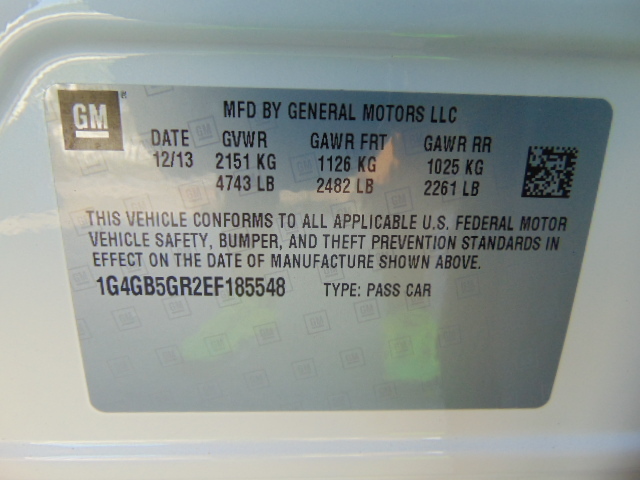 GM
MFD BY GENERAL MOTORS LLC
DATE GVWR GAWR FRT GAWR RR
12/13 2151 KG 1126 KG 1025 KG
4743 LB 2482 LB 2261 LB
THIS VEHICLE CONFORMS TO ALL APPLICABLE U.S. FEDERAL MOTOR
VEHICLE SAFETY, BUMPER, AND THEFT PREVENTION STANDARDS IN
EFFECT ON THE DATE OF MANUFACTURE SHOWN ABOVE.
1G4GB5GR2EF185548 TYPE: PASS CAR